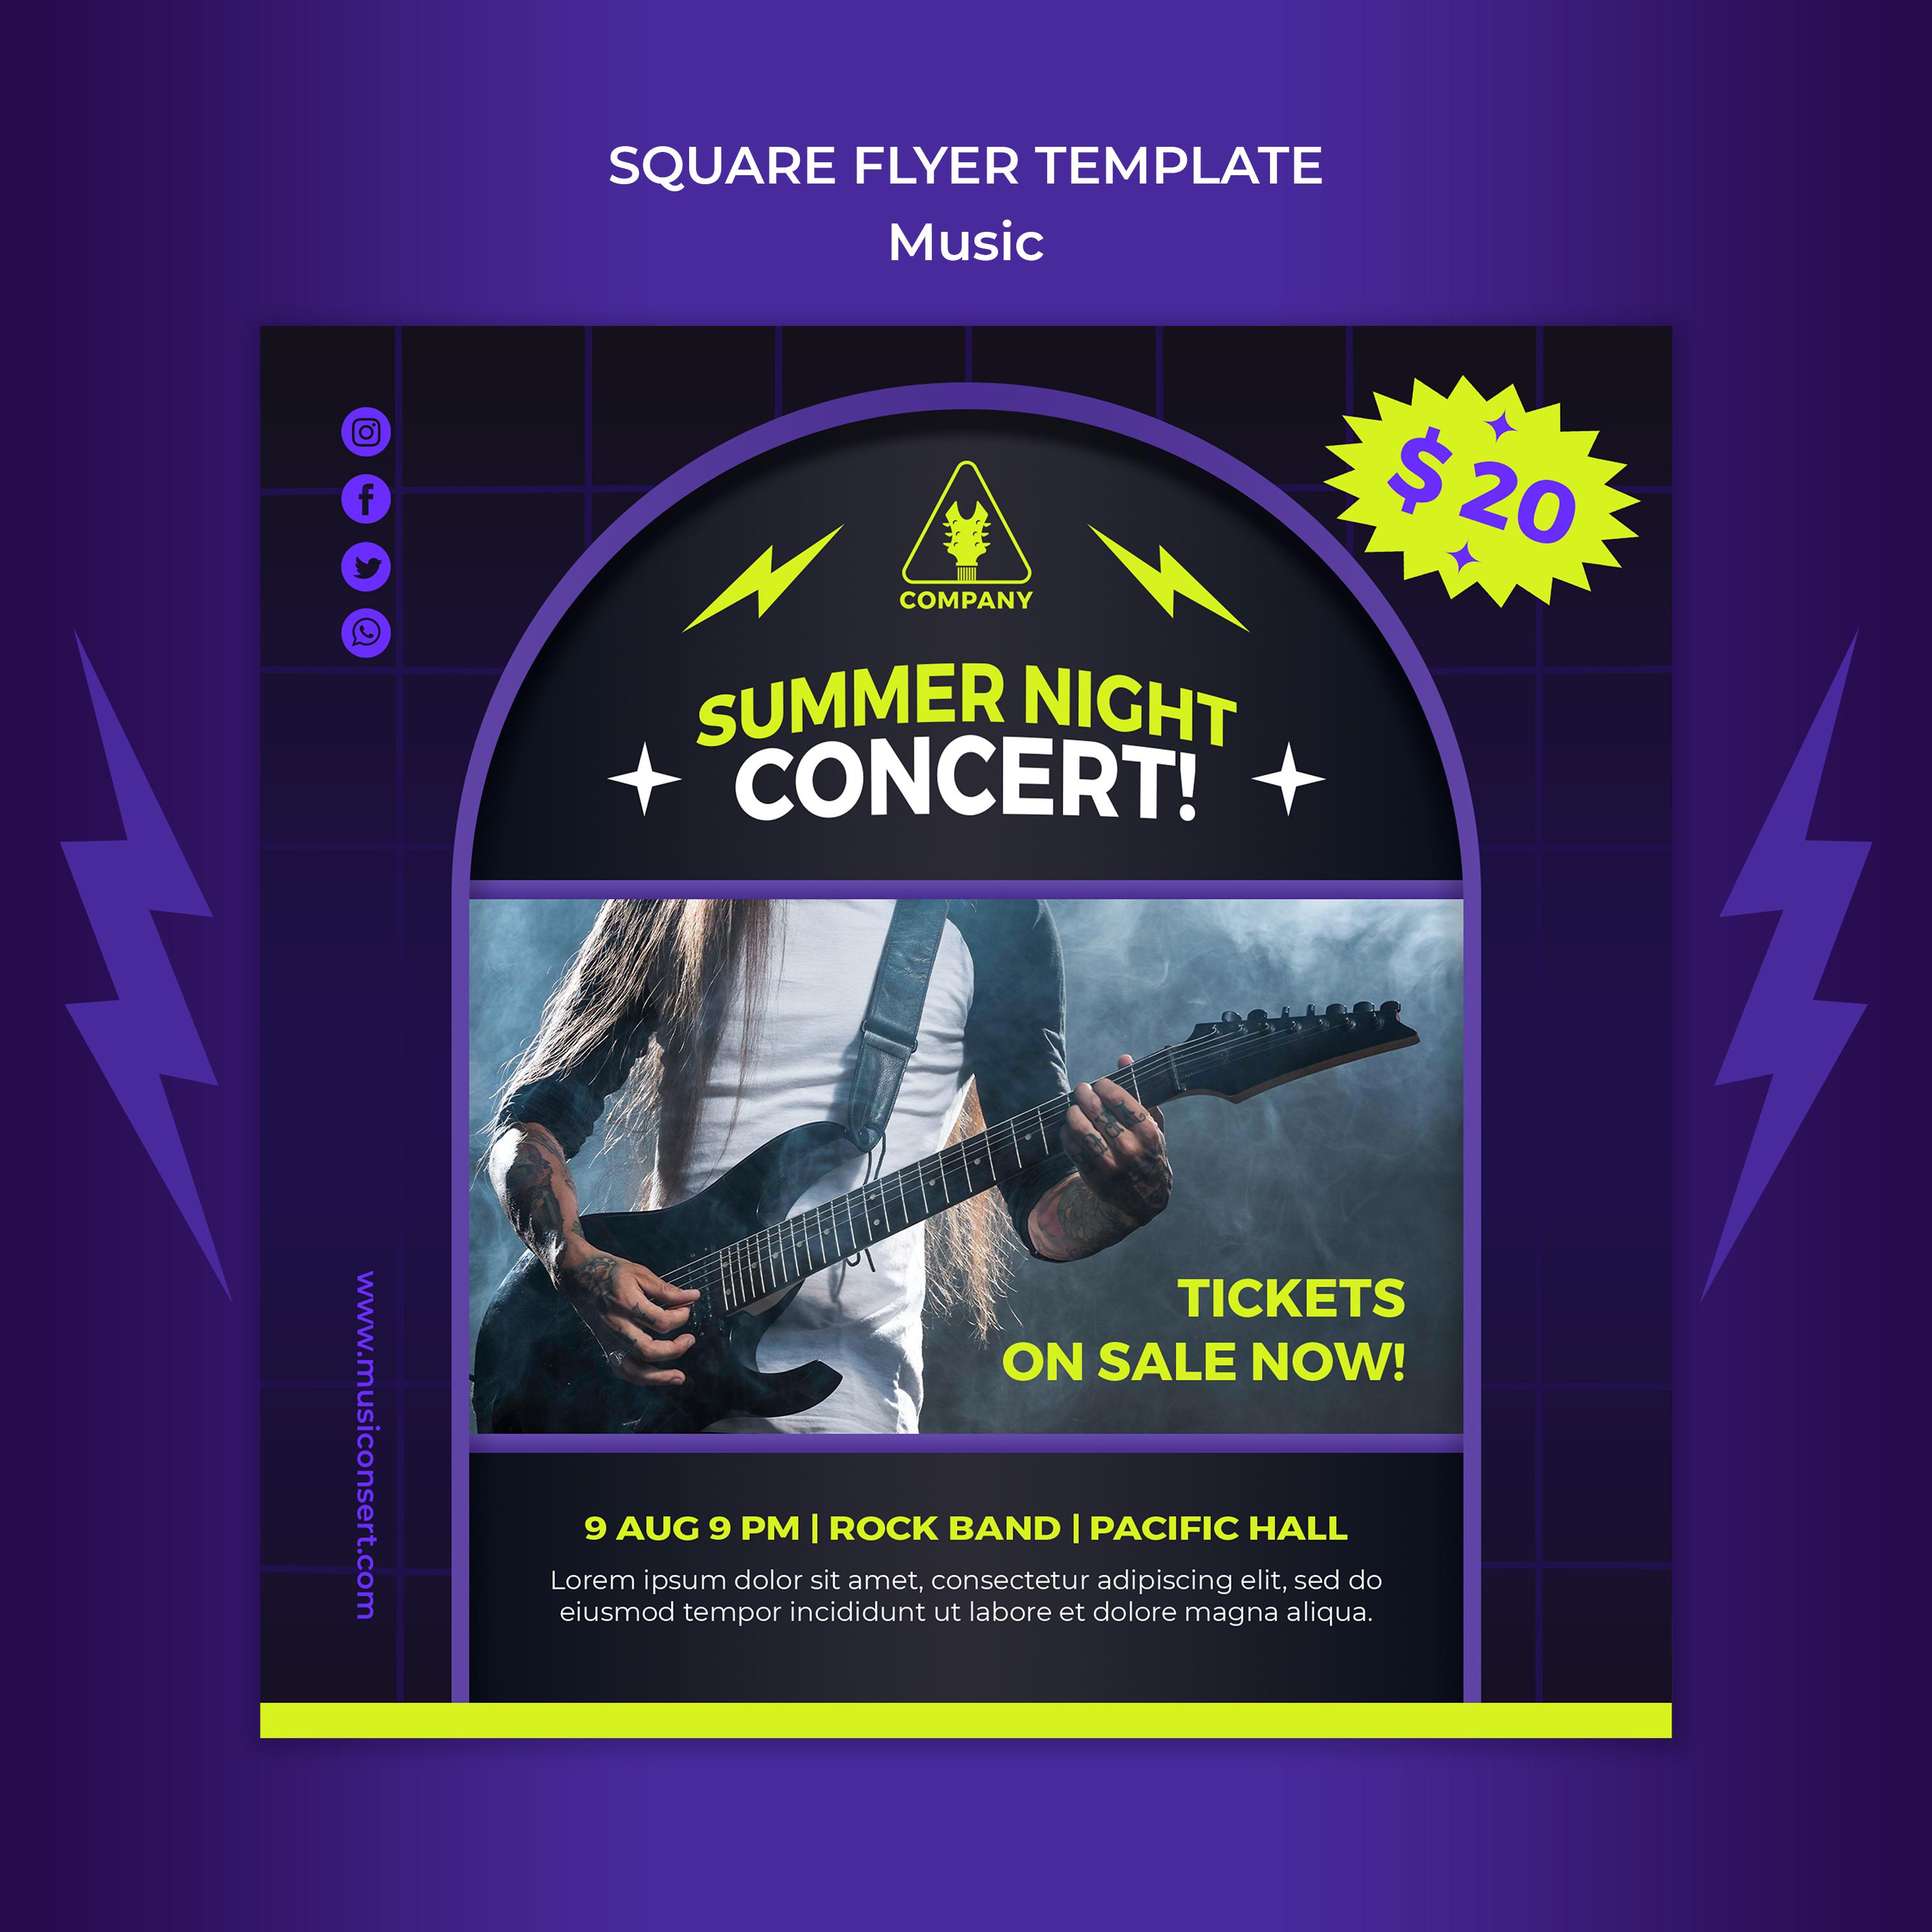 SQUARE FLYER TEMPLATE
Music
$20
COMPANY
SUMMER NIGHT
CONCERT!
TICKETS
ON SALE NOW!
www.musiconsert.com
9 AUG 9 PM | ROCK BAND | PACIFIC HALL
Lorem ipsum dolor sit amet, consectetur adipiscing elit, sed do
eiusmod tempor incididunt ut labore et dolore magna aliqua.